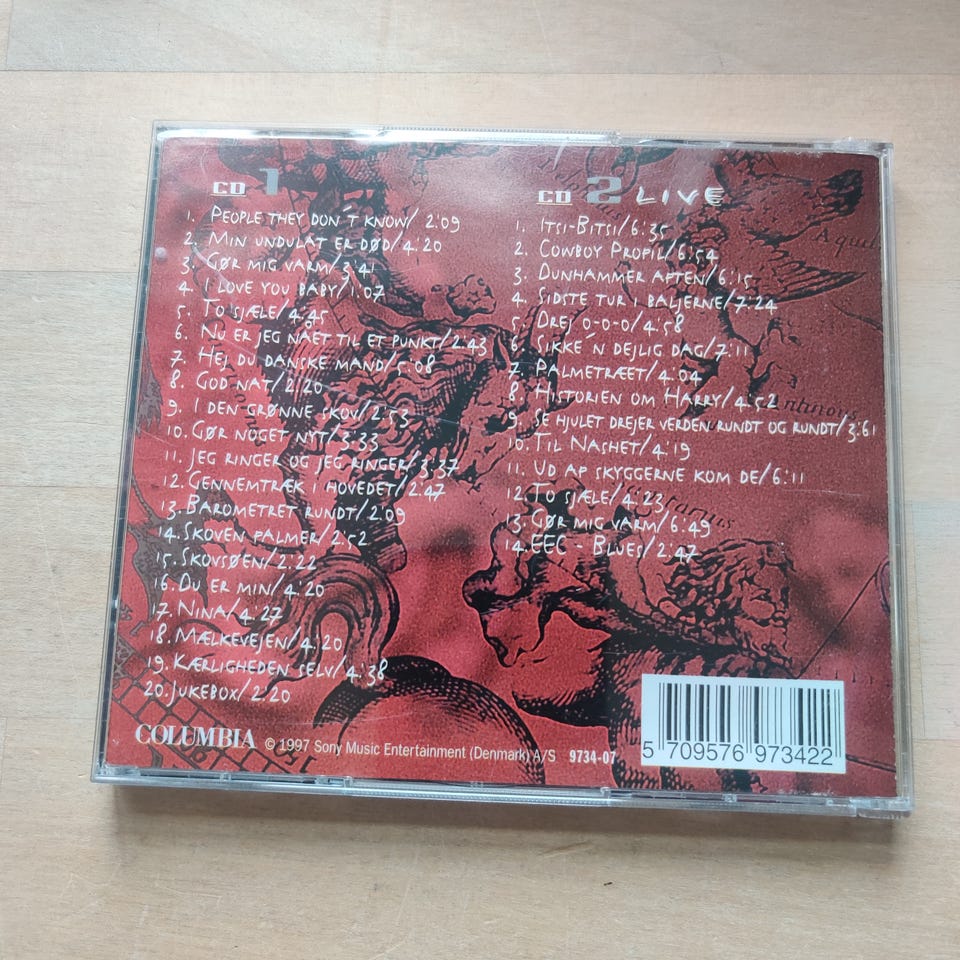 CD 1
1. PEOPLE THEY DON'T KNOW/2:09
2. MIN UNDULAT ER DØD/4:20
3. GØR MIG VARM/3:41
4. I LOVE YOU BABY/1.07
5. TO SJÆLE/4:45
6. NU ER JEG NÅET TIL ET PUNKT/2:43
7. HEJ DU DANSKE MAND/5:08
8. GOD NAT/2:20
9. I DEN GRØNNE SKOV/2:53
10. GØR NOGET NYT/3:33
11. JEG RINGER OG JEG RINGER/3:37
12. GENNEMTRÆK I HOVEDET/2:47
13. BAROMETRET RUNDT/2:09
14. SKOVEN PALMER/2:52
15. SKOVSØEN/2:22
16. DU ER MIN/4:20
17. NINA/4.27
18. MÆLKEVEJEN/4:20
19. KÆRLIGHEDEN SELV/4.38
20. JUKEBOX/2:20
CD 2 LIVE
1. ITSI-BITSI/6:35
2. COWBOY PROPIL/6:54
3. DUNHAMMER AFTEN/6:15
4. SIDSTE TUR I BALJERNE/7:24
5. DREJ O-O-O/4:58
6. SIKKE'N DEJLIG DAG/7:11
7. PALMETRÆET/4:04
8. HISTORIEN OM HARRY/4:52
9. SE HJULET DREJER VERDEN RUNDT OG RUNDT/3:61
10. TIL NASHET/4:19
11. UD AP SKYGGERNE KOM DE/6:11
12. TO SJÆLE/4.23
13. GØR MIG VARM/6:49
14. EEC - BLUES/2:47
Aquil
antinoys
COLUMBIA © 1997 Sony Music Entertainment (Denmark) A/S 9734-07
5 709576 973422